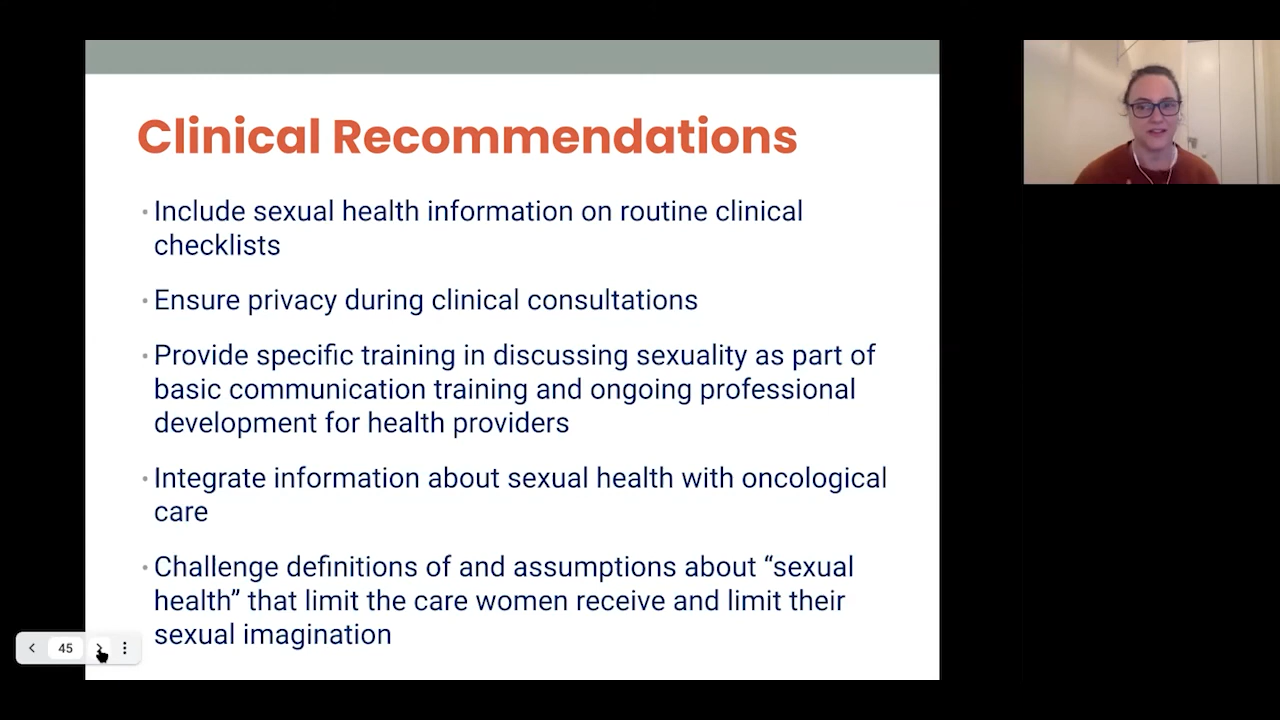 Clinical Recommendations
· Include sexual health information on routine clinical
checklists
· Ensure privacy during clinical consultations
· Provide specific training in discussing sexuality as part of
basic communication training and ongoing professional
development for health providers
· Integrate information about sexual health with oncological
care
· Challenge definitions of and assumptions about “sexual
health” that limit the care women receive and limit their
sexual imagination
45